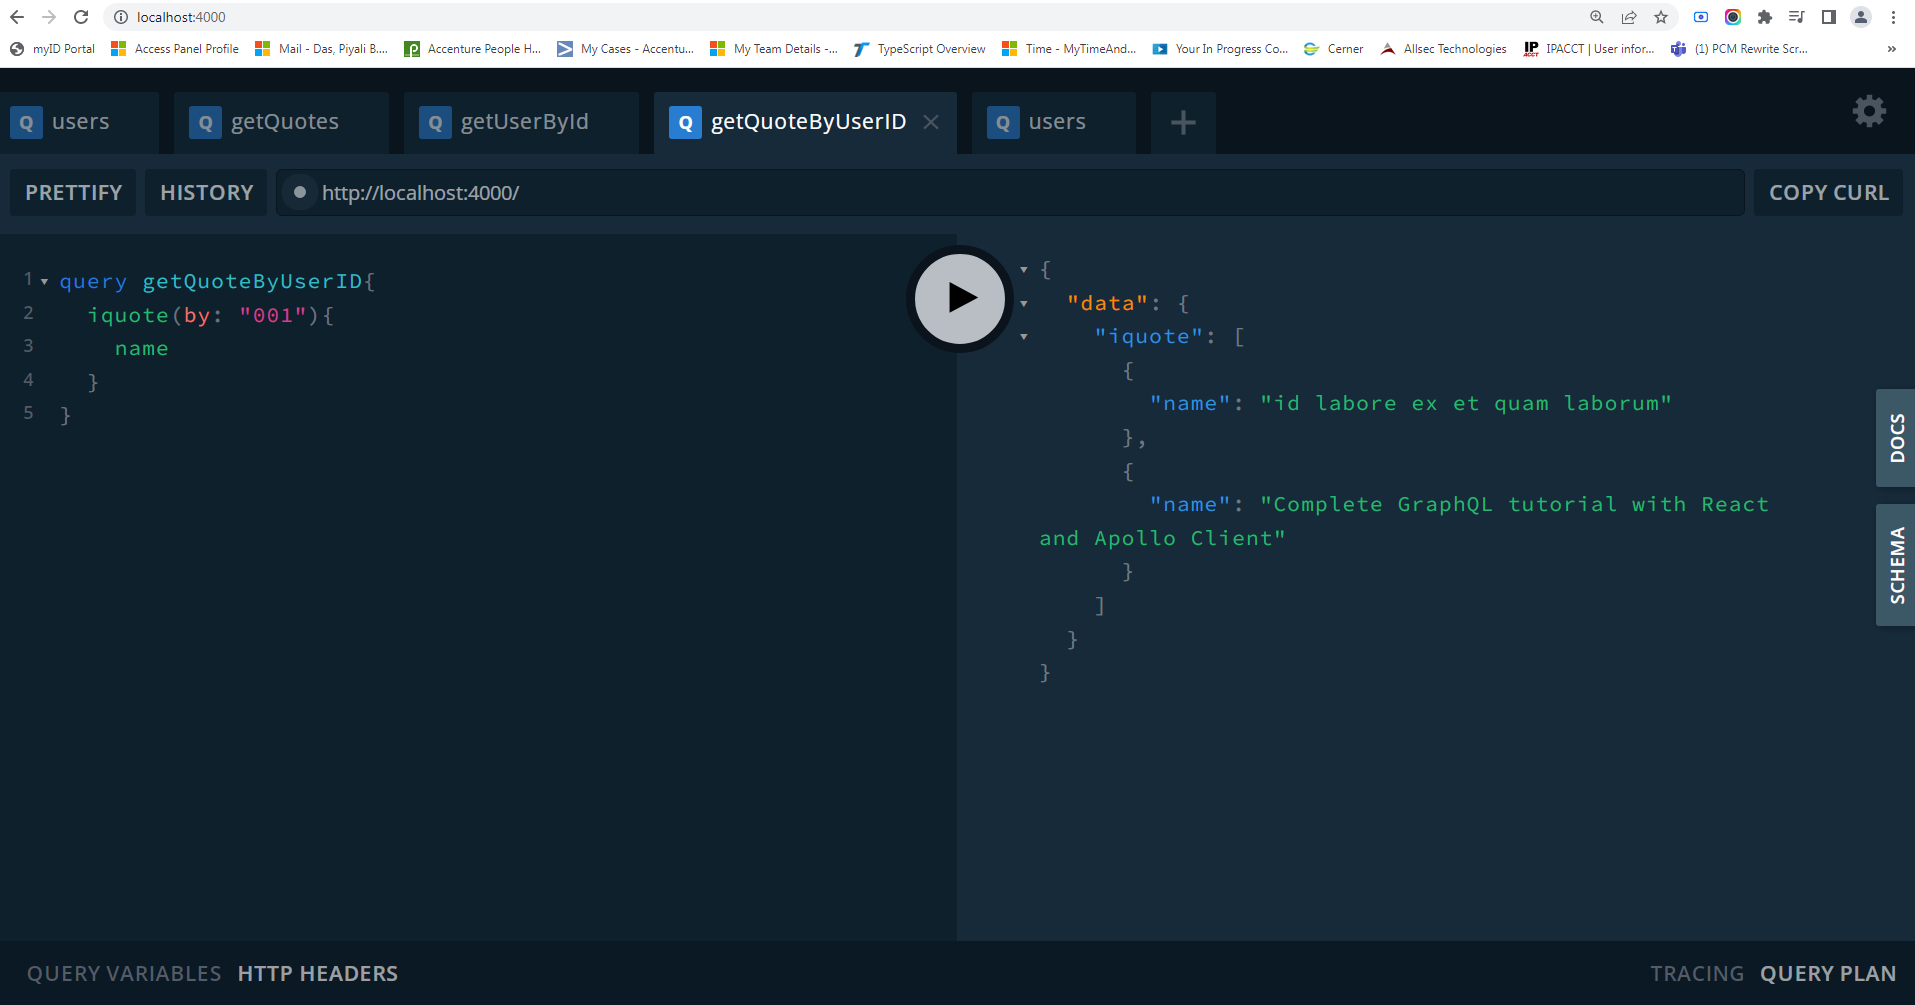 localhost:4000
myID Portal Access Panel Profile Mail - Das, Piyali B.... Accenture People H... My Cases - Accentu... My Team Details -... TypeScript Overview Time - MyTimeAnd... Your In Progress Co... Cerner Allsec Technologies IP ACCT IPACCT | User infor... (1) PCM Rewrite Scr... »
Q users Q getQuotes Q getUserById Q getQuoteByUserID Q users
PRETTIFY HISTORY http://localhost:4000/ COPY CURL
1 query getQuoteByUserID{
2 iquote(by: "001"){
3 name
4 }
5 }
{
"data": {
"iquote": [
{
"name": "id labore ex et quam laborum"
},
{
"name": "Complete GraphQL tutorial with React
and Apollo Client"
}
]
}
}
DOCS
SCHEMA
QUERY VARIABLES HTTP HEADERS TRACING QUERY PLAN